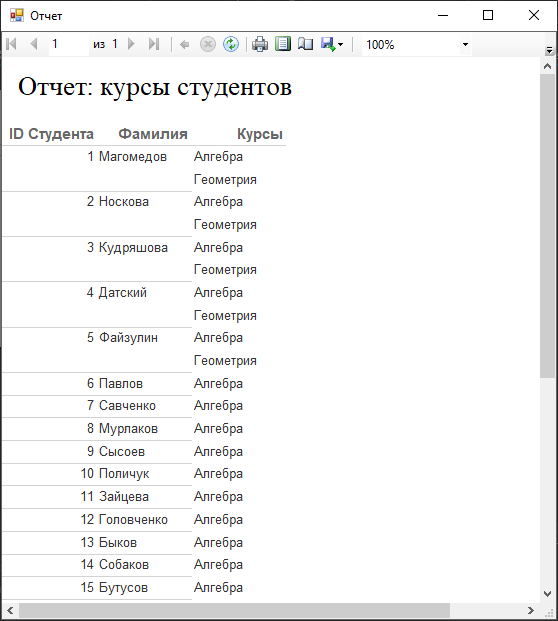 Отчет
1 из 1 100%
Отчет: курсы студентов
ID Студента Фамилия Курсы
1 Магомедов Алгебра
Геометрия
2 Носкова Алгебра
Геометрия
3 Кудряшова Алгебра
Геометрия
4 Датский Алгебра
Геометрия
5 Файзулин Алгебра
Геометрия
6 Павлов Алгебра
7 Савченко Алгебра
8 Мурлаков Алгебра
9 Сысоев Алгебра
10 Поличук Алгебра
11 Зайцева Алгебра
12 Головченко Алгебра
13 Быков Алгебра
14 Собаков Алгебра
15 Бутусов Алгебра